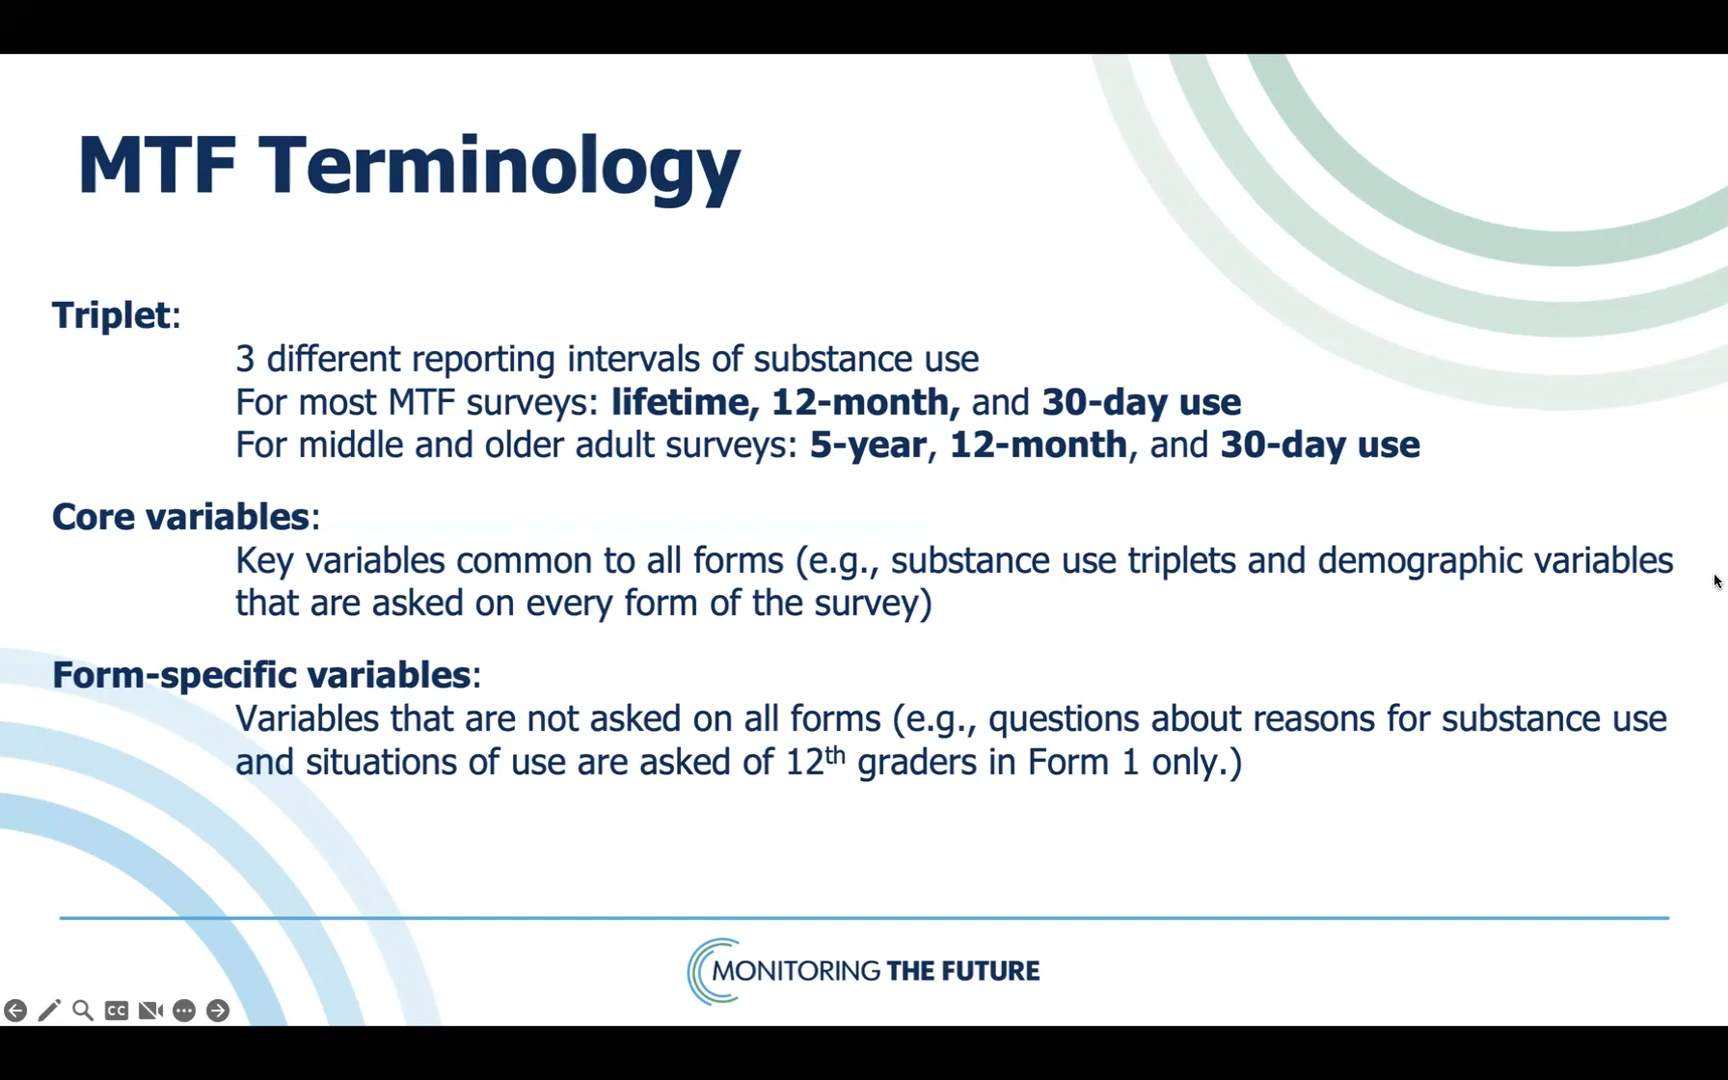 MTF Terminology
Triplet:
3 different reporting intervals of substance use
For most MTF surveys: lifetime, 12-month, and 30-day use
For middle and older adult surveys: 5-year, 12-month, and 30-day use
Core variables:
Key variables common to all forms (e.g., substance use triplets and demographic variables
that are asked on every form of the survey)
Form-specific variables:
Variables that are not asked on all forms (e.g., questions about reasons for substance use
and situations of use are asked of 12th graders in Form 1 only.)
MONITORING THE FUTURE
CC